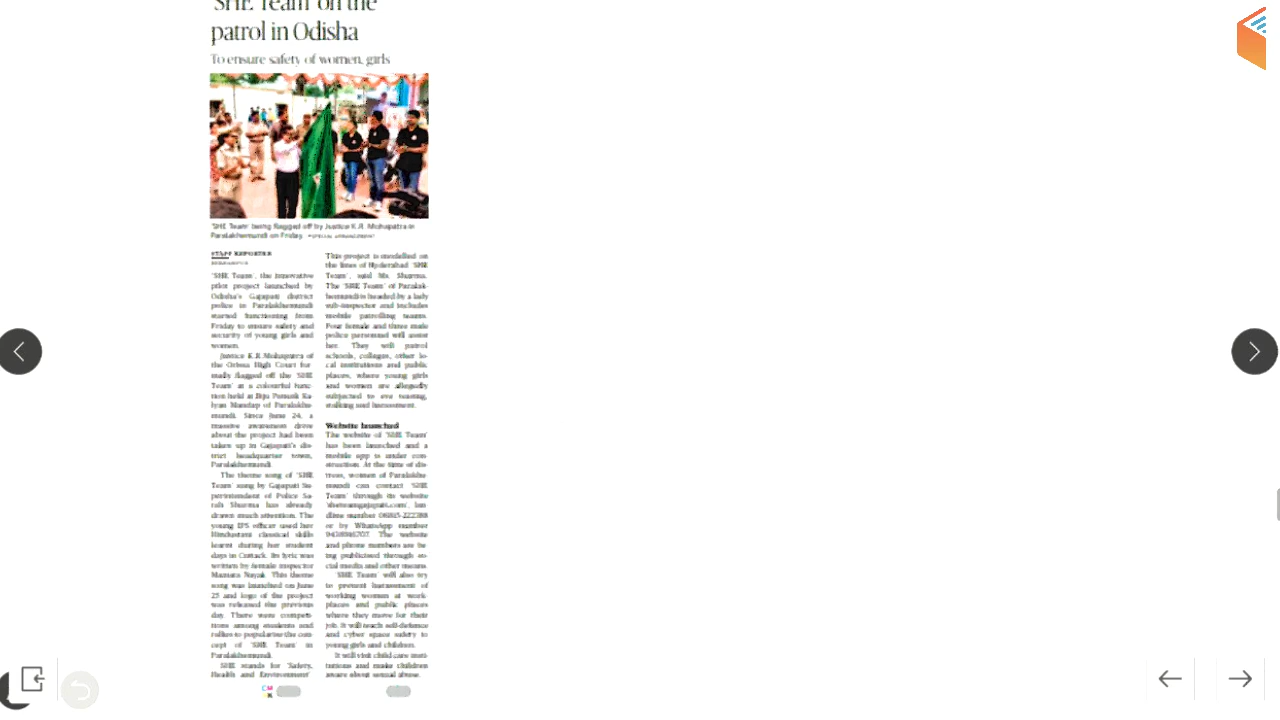 'SHE Team' on the
patrol in Odisha
To ensure safety of women, girls
'SHE Team' being flagged off by Justice K.R. Mohapatra in
Paralakhemundi on Friday. •SPECIAL ARRANGEMENT
STAFF REPORTER
'SHE Team', the innovative
pilot project launched by
Odisha's Gajapati district
police in Paralakhemundi
started functioning from
Friday to ensure safety and
security of young girls and
women.
Justice K.R.Mohapatra of
the Orissa High Court for-
mally flagged off the 'SHE
Team' at a colourful func-
tion held at Biju Patnaik Ka-
lyan Mandap of Paralakhe-
mundi. Since June 24, a
massive awareness drive
about the project had been
taken up in Gajapati's dis-
trict headquarter town,
Paralakhemundi.
The theme song of 'SHE
Team' sung by Gajapati Su-
perintendent of Police Sa-
rah Sharma has already
drawn much attention. The
young IPS officer used her
Hindustani classical skills
learnt during her student
days in Cuttack. Its lyric was
written by female inspector
Mamata Nayak. This theme
song was launched on June
25 and logo of the project
was released the previous
day. There were competi-
tions among students and
rallies to popularise the con-
cept of 'SHE Team' in
Paralakhemundi.
SHE stands for 'Safety,
Health and Environment'
This project is modelled on
the lines of Hyderabad 'SHE
Team', said Ms. Sharma.
The 'SHE Team' of Paralak-
hemundi is headed by a lady
sub-inspector and includes
mobile patrolling teams.
Four female and three male
police personnel will assist
her. They will patrol
schools, colleges, other lo-
cal institutions and public
places, where young girls
and women are allegedly
subjected to eve teasing,
stalking and harassment.
Website launched
The website of 'SHE Team'
has been launched and a
mobile app is under con-
struction. At the time of dis-
tress, women of Paralakhe-
mundi can contact 'SHE
Team' through its website
'sheteamgajapati.com', lan-
dline number 06815-222388
or by WhatsApp number
The website
and phone numbers are be-
ing publicised through so-
cial media and other means.
'SHE Team' will also try
to prevent harassment of
working women at work-
places and public places
where they move for their
job. It will teach self-defence
and cyber space safety to
young girls and children.
It will visit child care insti-
tutions and make children
aware about sexual abuse.
CM
K